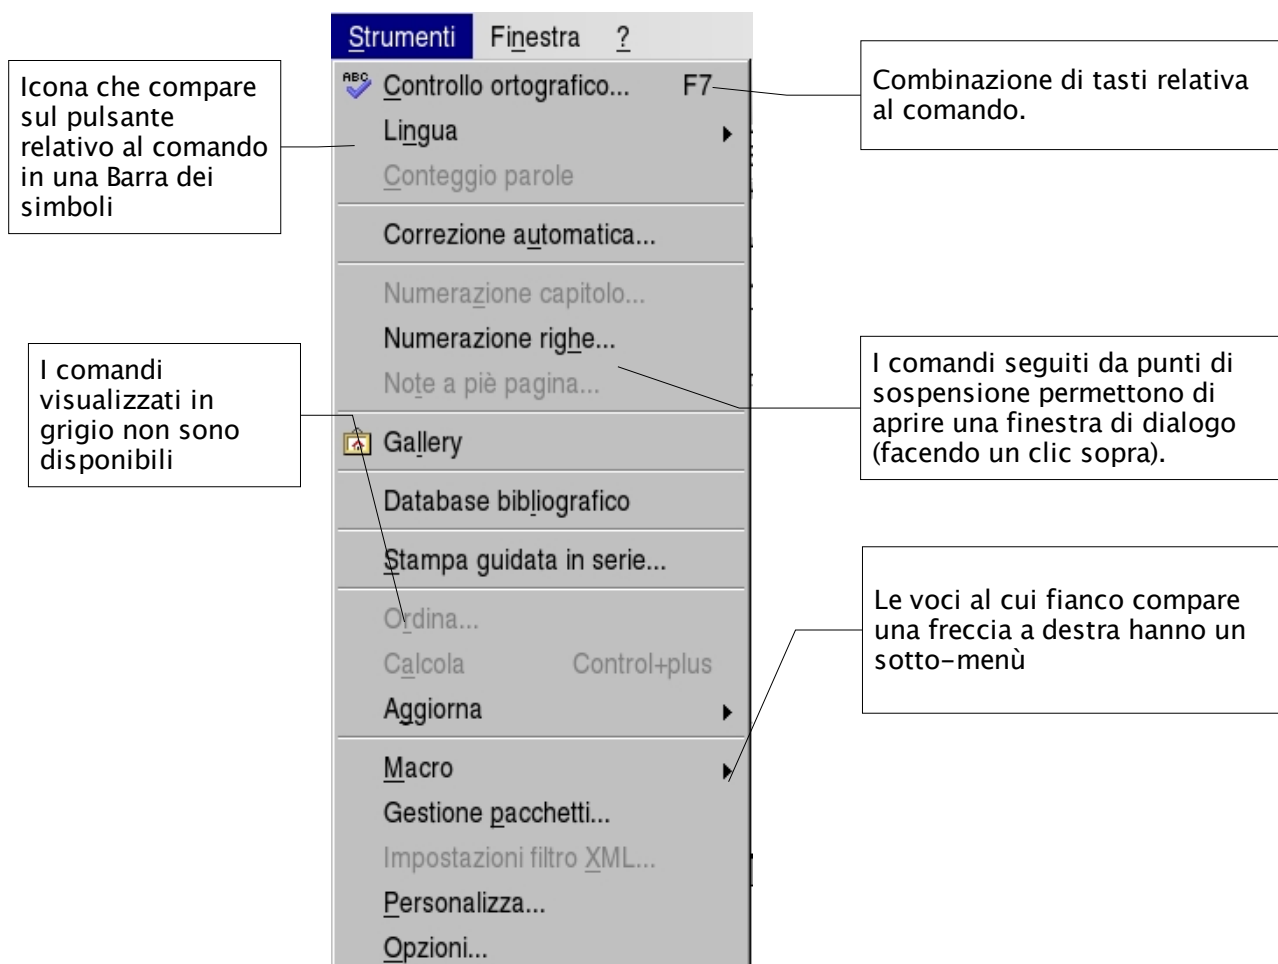 Strumenti Finestra ?
ABC Controllo ortografico... F7
Lingua
Conteggio parole
Correzione automatica...
Numerazione capitolo...
Numerazione righe...
Note a piè pagina...
Gallery
Database bibliografico
Stampa guidata in serie...
Ordina...
Calcola Control+plus
Aggiorna
Macro
Gestione pacchetti...
Impostazioni filtro XML...
Personalizza...
Opzioni...
Icona che compare
sul pulsante
relativo al comando
in una Barra dei
simboli
I comandi
visualizzati in
grigio non sono
disponibili
Combinazione di tasti relativa
al comando.
I comandi seguiti da punti di
sospensione permettono di
aprire una finestra di dialogo
(facendo un clic sopra).
Le voci al cui fianco compare
una freccia a destra hanno un
sotto-menù